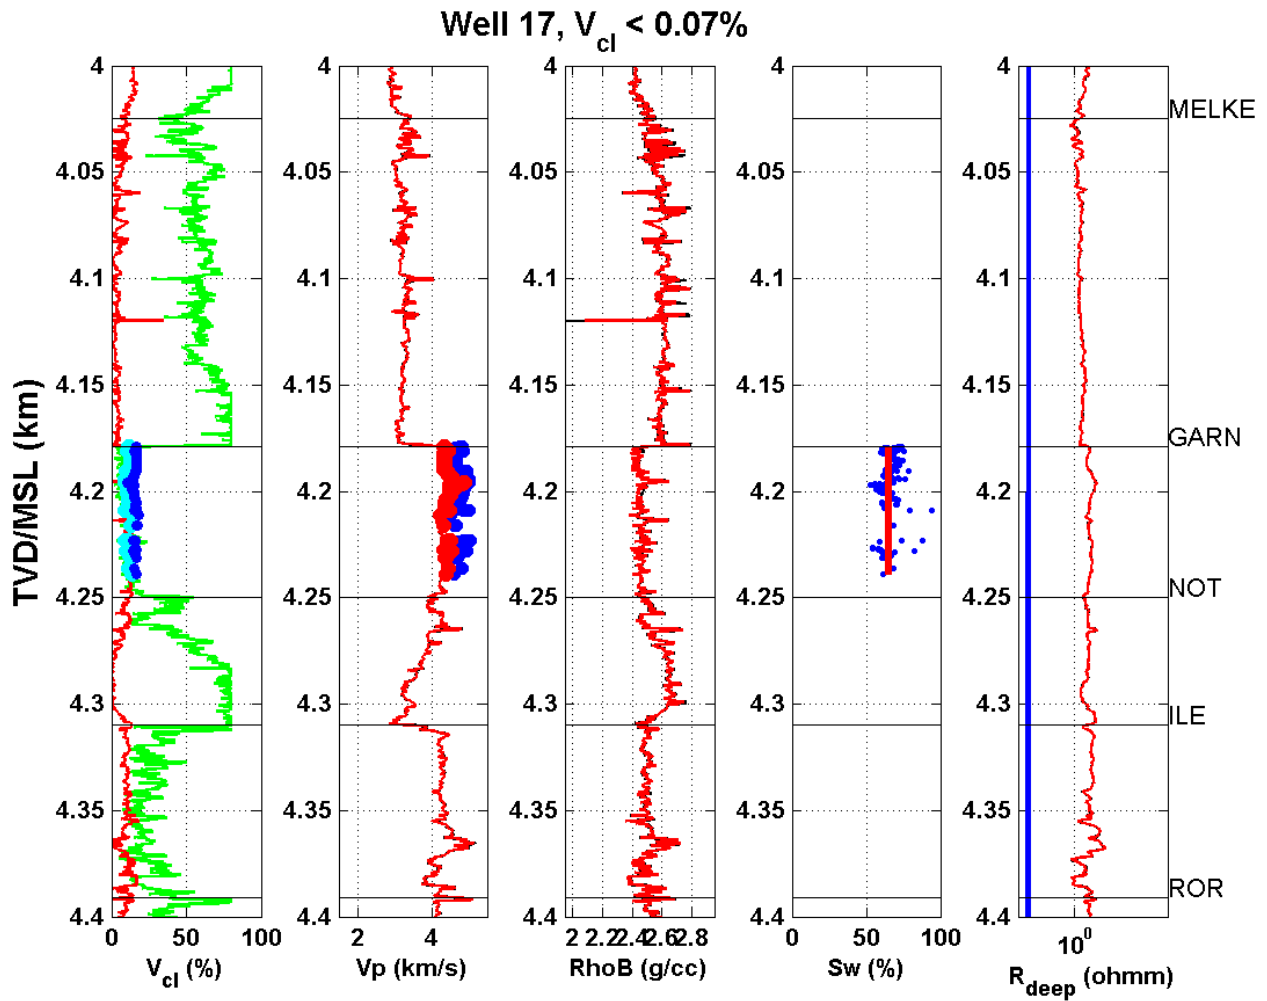 Well 17, Vcl < 0.07%
TVD/MSL (km)
4 4 4 4 4
MELKE
4.05 4.05 4.05 4.05 4.05
4.1 4.1 4.1 4.1 4.1
4.15 4.15 4.15 4.15 4.15
GARN
4.2 4.2 4.2 4.2 4.2
4.25 4.25 4.25 4.25 4.25
NOT
4.3 4.3 4.3 4.3 4.3
ILE
4.35 4.35 4.35 4.35 4.35
ROR
4.4 4.4 4.4 4.4 4.4
0 50 100 2 4 2 2.2 2.4 2.6 2.8 0 50 100 10^0
Vcl (%) Vp (km/s) RhoB (g/cc) Sw (%) Rdeep (ohmm)